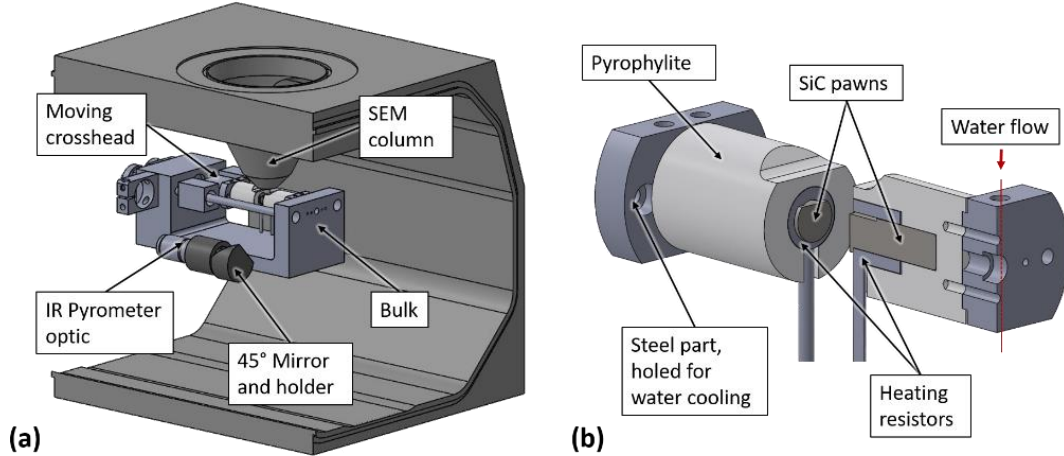 Moving
crosshead
SEM
column
IR Pyrometer
optic
45° Mirror
and holder
Bulk
(a)
Pyrophylite
SiC pawns
Water flow
Steel part,
holed for
water cooling
Heating
resistors
(b)